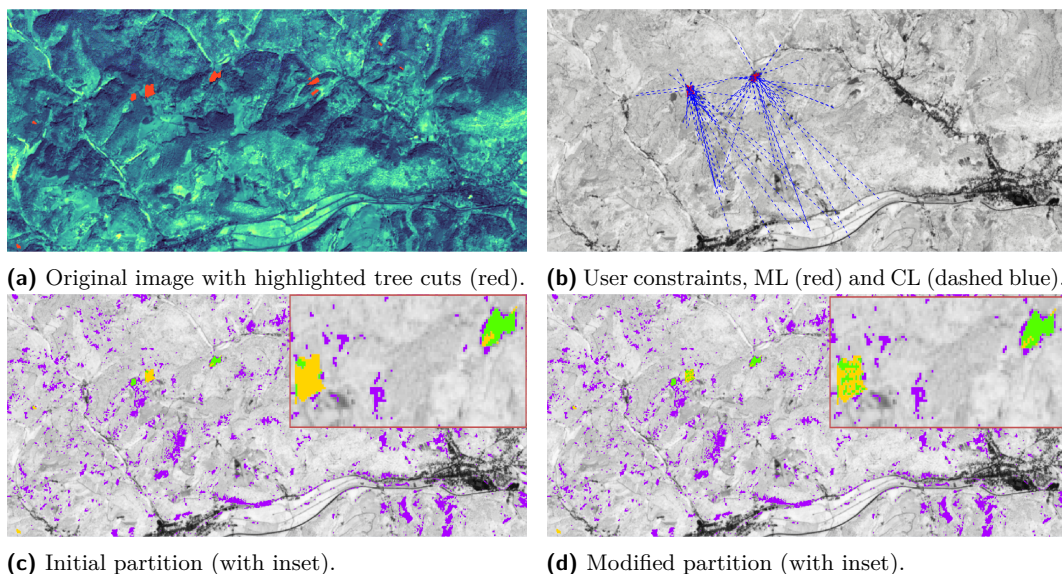 (a) Original image with highlighted tree cuts (red).
(b) User constraints, ML (red) and CL (dashed blue).
(c) Initial partition (with inset).
(d) Modified partition (with inset).